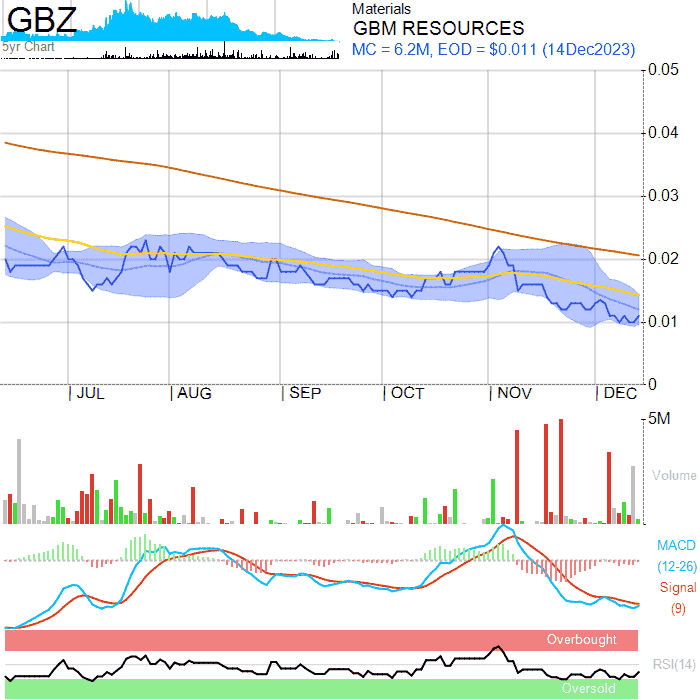 GBZ
5yr Chart
Materials
GBM RESOURCES
MC = 6.2M, EOD = $0.011 (14Dec2023)
0.05
0.04
0.03
0.02
0.01
0
JUL AUG SEP OCT NOV DEC
5M
Volume
MACD
(12-26)
Signal
(9)
Overbought
RSI(14)
Oversold